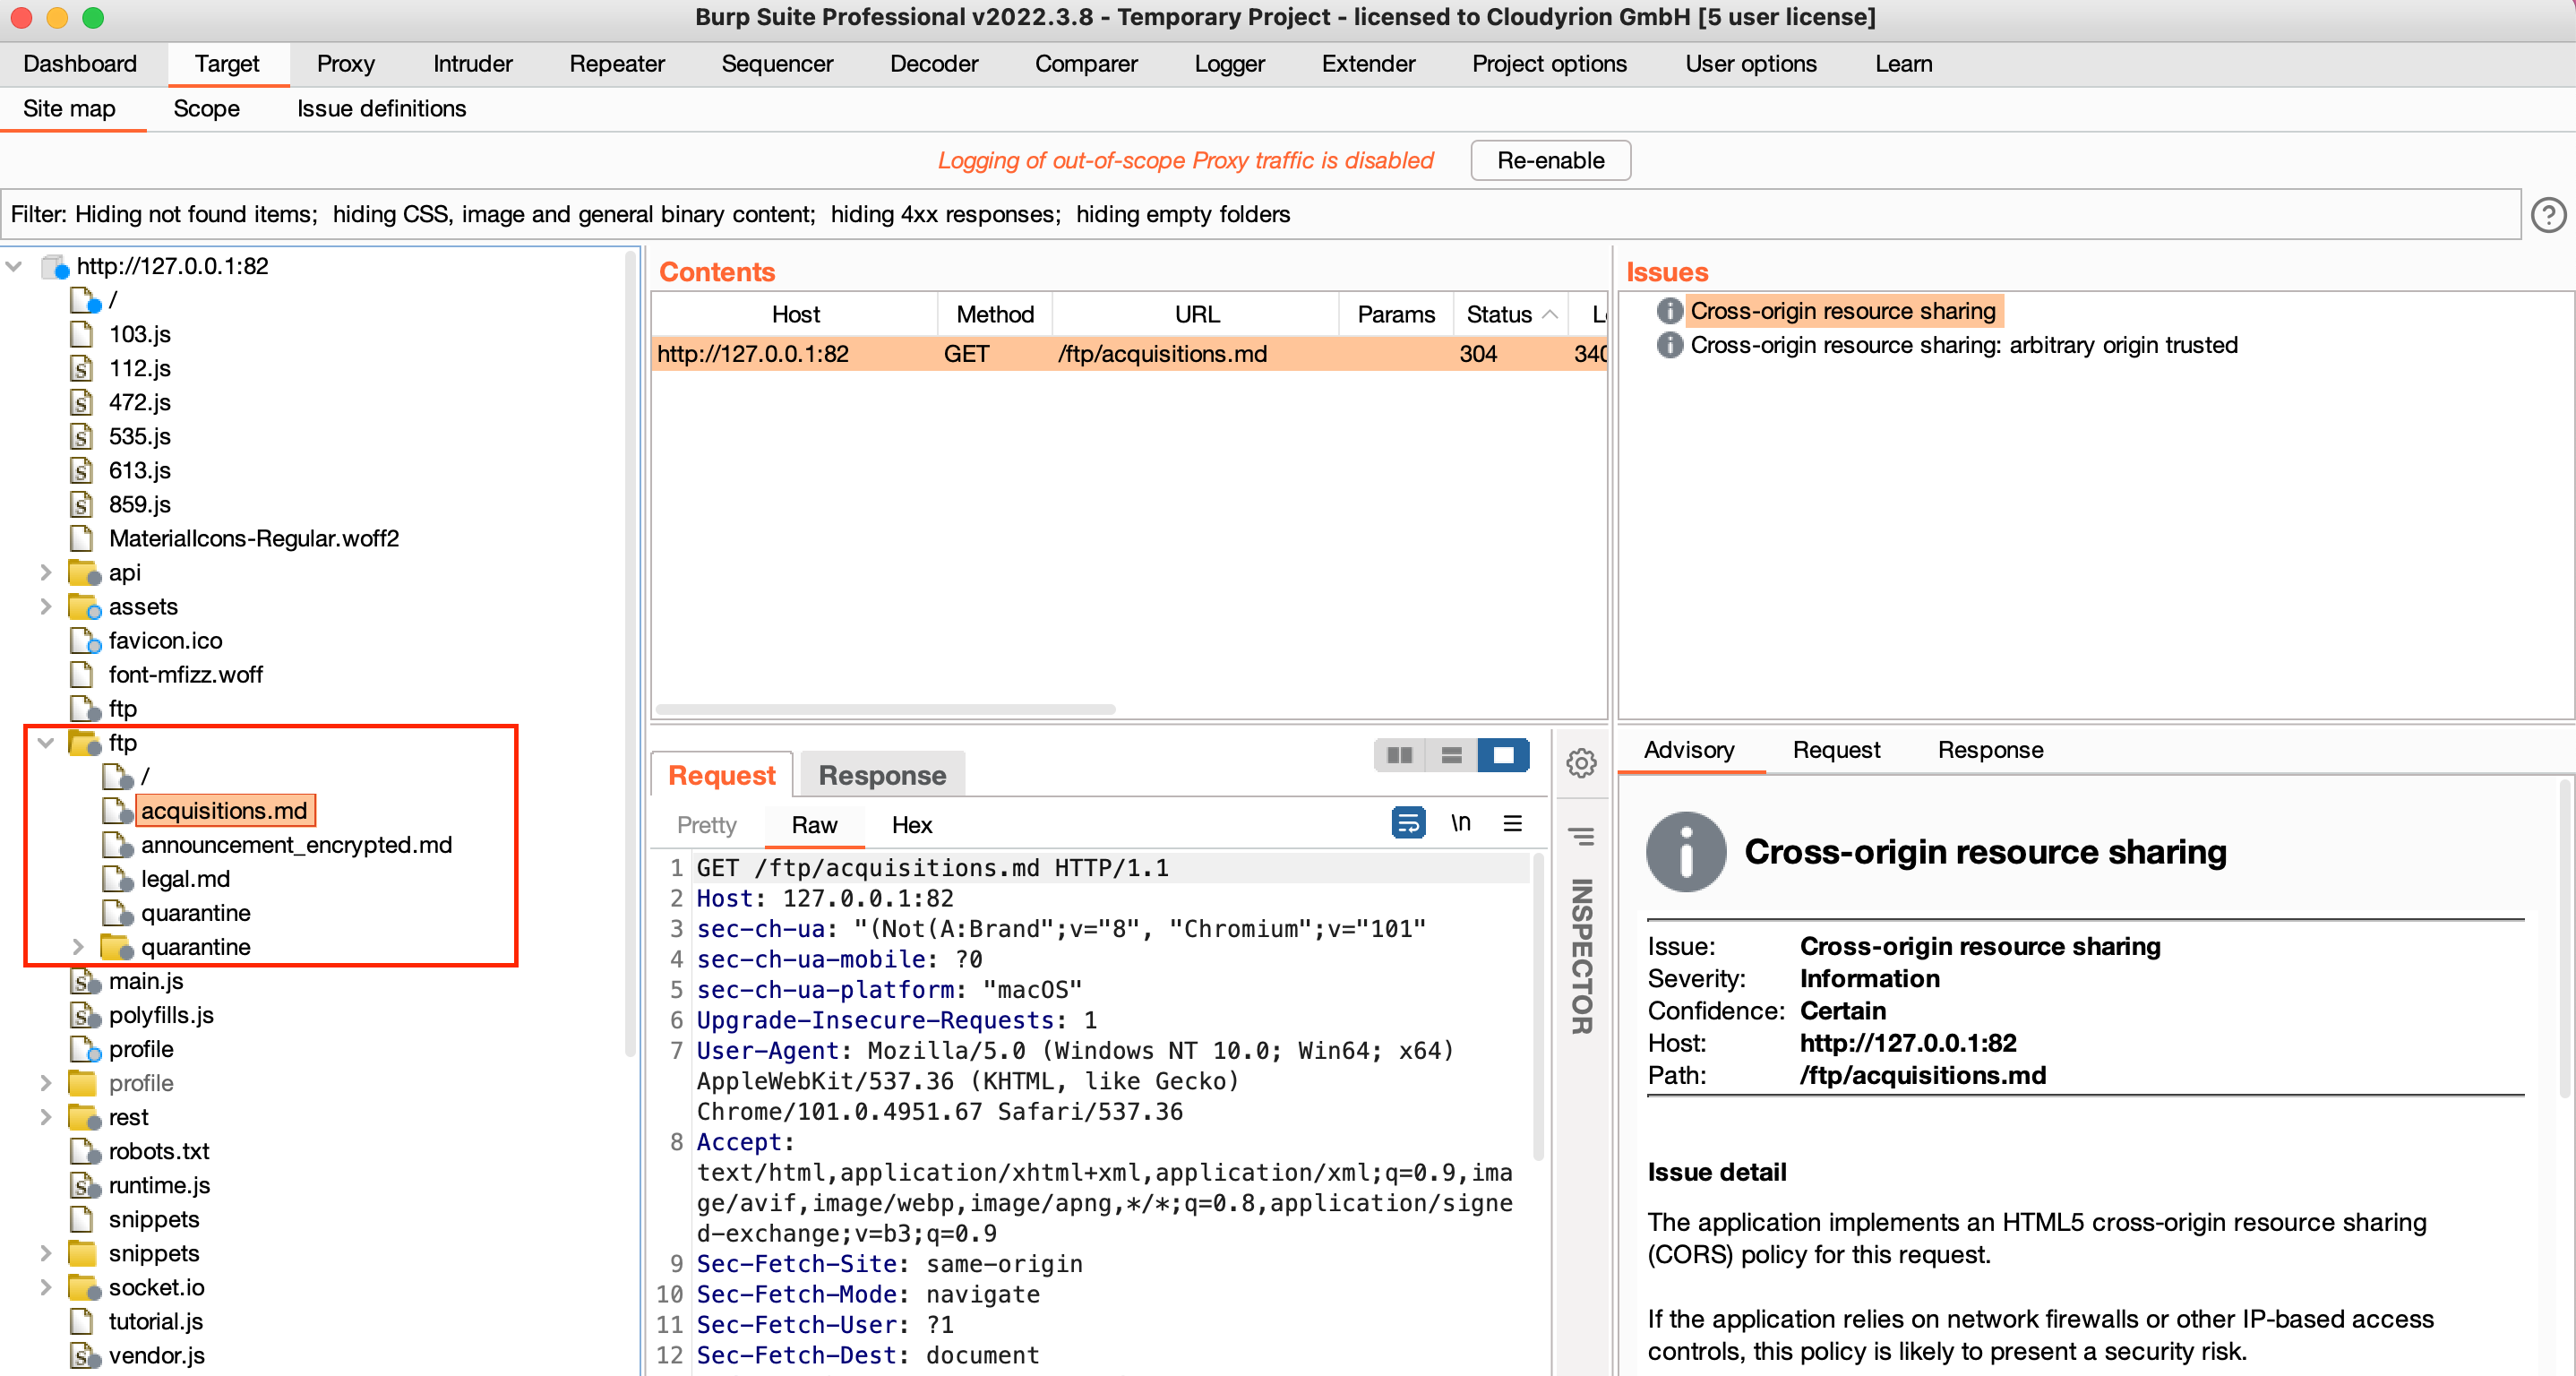 Burp Suite Professional v2022.3.8 - Temporary Project - licensed to Cloudyrion GmbH [5 user license]
Dashboard Target Proxy Intruder Repeater Sequencer Decoder Comparer Logger Extender Project options User options Learn
Site map Scope Issue definitions
Logging of out-of-scope Proxy traffic is disabled Re-enable
Filter: Hiding not found items; hiding CSS, image and general binary content; hiding 4xx responses; hiding empty folders ?
http://127.0.0.1:82
/
103.js
112.js
472.js
535.js
613.js
859.js
MaterialIcons-Regular.woff2
api
assets
favicon.ico
font-mfizz.woff
ftp
ftp
/
acquisitions.md
announcement_encrypted.md
legal.md
quarantine
quarantine
main.js
polyfills.js
profile
profile
rest
robots.txt
runtime.js
snippets
snippets
socket.io
tutorial.js
vendor.js
Contents
Host Method URL Params Status
http://127.0.0.1:82 GET /ftp/acquisitions.md 304 340
Request Response
Pretty Raw Hex \n
1 GET /ftp/acquisitions.md HTTP/1.1
2 Host: 127.0.0.1:82
3 sec-ch-ua: "(Not(A:Brand";v="8", "Chromium";v="101"
4 sec-ch-ua-mobile: ?0
5 sec-ch-ua-platform: "macOS"
6 Upgrade-Insecure-Requests: 1
7 User-Agent: Mozilla/5.0 (Windows NT 10.0; Win64; x64)
AppleWebKit/537.36 (KHTML, like Gecko)
Chrome/101.0.4951.67 Safari/537.36
8 Accept:
text/html,application/xhtml+xml,application/xml;q=0.9,ima
ge/avif,image/webp,image/apng,*/*;q=0.8,application/signe
d-exchange;v=b3;q=0.9
9 Sec-Fetch-Site: same-origin
10 Sec-Fetch-Mode: navigate
11 Sec-Fetch-User: ?1
12 Sec-Fetch-Dest: document
INSPECTOR
Issues
Cross-origin resource sharing
Cross-origin resource sharing: arbitrary origin trusted
Advisory Request Response
Cross-origin resource sharing
Issue: Cross-origin resource sharing
Severity: Information
Confidence: Certain
Host: http://127.0.0.1:82
Path: /ftp/acquisitions.md
Issue detail
The application implements an HTML5 cross-origin resource sharing
(CORS) policy for this request.
If the application relies on network firewalls or other IP-based access
controls, this policy is likely to present a security risk.